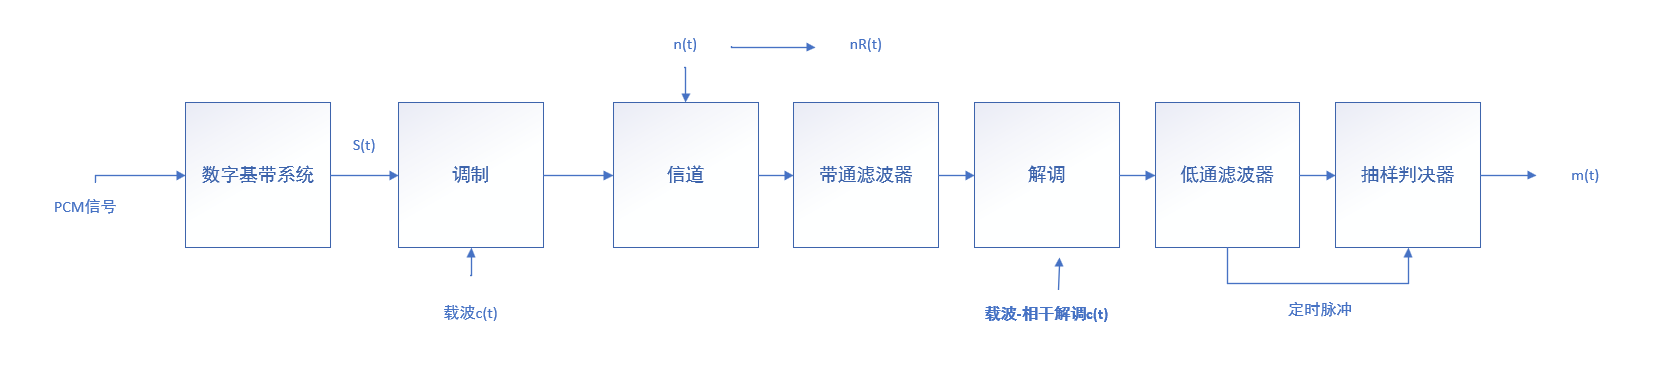 n(t)
nR(t)
PCM信号
数字基带系统
S(t)
调制
信道
带通滤波器
解调
低通滤波器
抽样判决器
m(t)
载波c(t)
载波-相干解调c(t)
定时脉冲